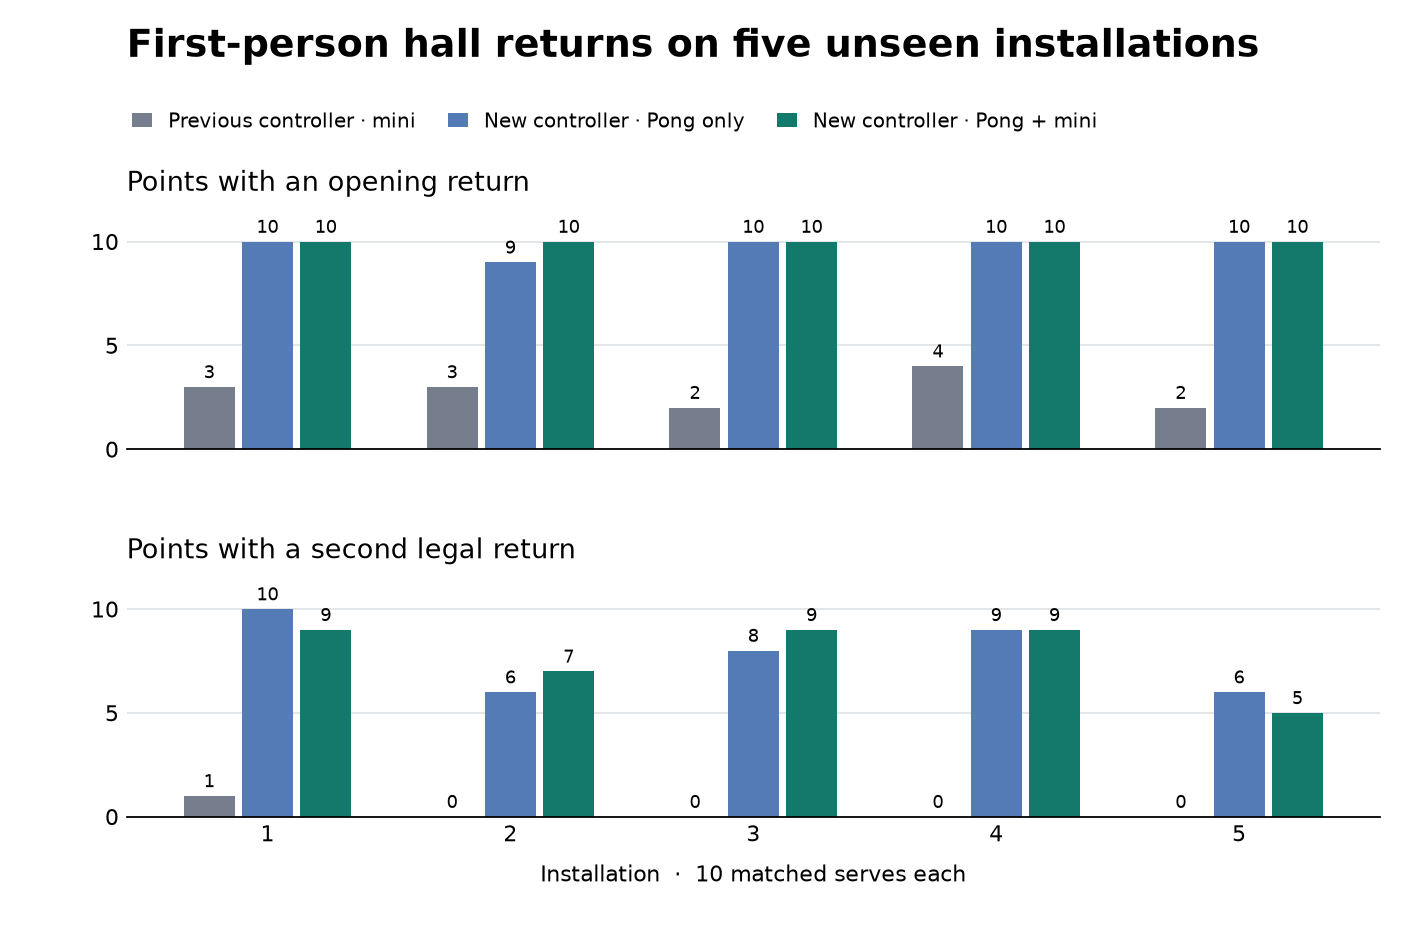 First-person hall returns on five unseen installations
Previous controller · mini New controller · Pong only New controller · Pong + mini
Points with an opening return
10 10 10 10 10 10 10 10 10
10 9
5 4
3 3
2 2
0
Points with a second legal return
10
10 9 9 9 9
8
7
6 6
5 5
1
0 0 0 0 0
1 2 3 4 5
Installation · 10 matched serves each